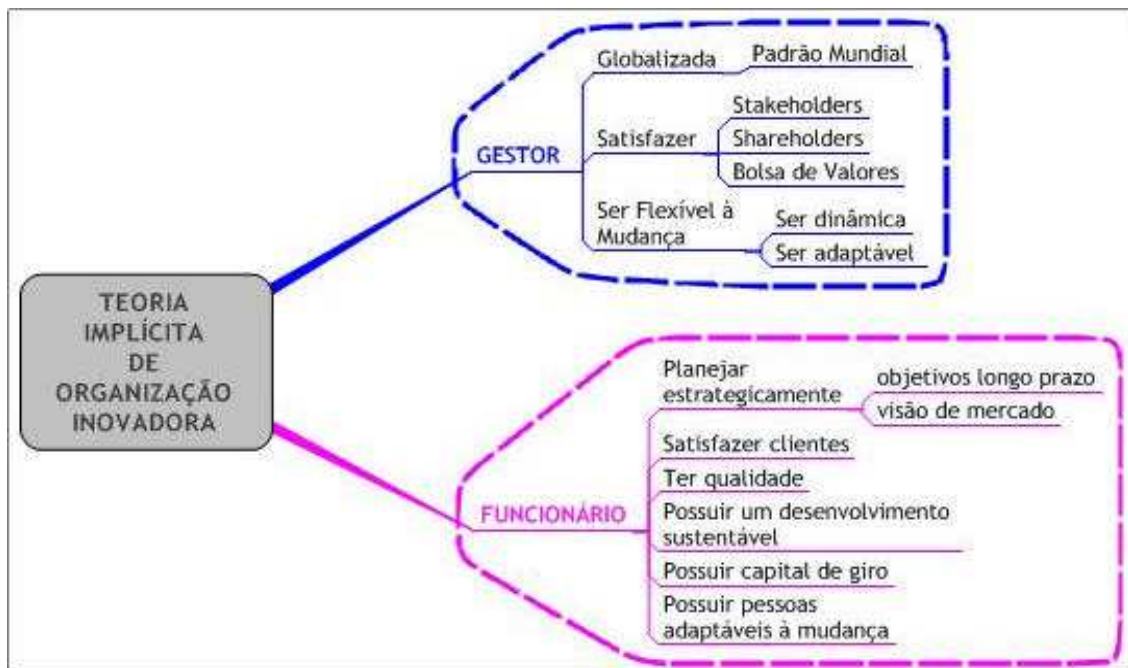 TEORIA
IMPLÍCITA
DE
ORGANIZAÇÃO
INOVADORA
GESTOR
Globalizada
Padrão Mundial
Satisfazer
Stakeholders
Shareholders
Bolsa de Valores
Ser Flexível à
Mudança
Ser dinâmica
Ser adaptável
FUNCIONÁRIO
Planejar
estrategicamente
objetivos longo prazo
visão de mercado
Satisfazer clientes
Ter qualidade
Possuir um desenvolvimento
sustentável
Possuir capital de giro
Possuir pessoas
adaptáveis à mudança